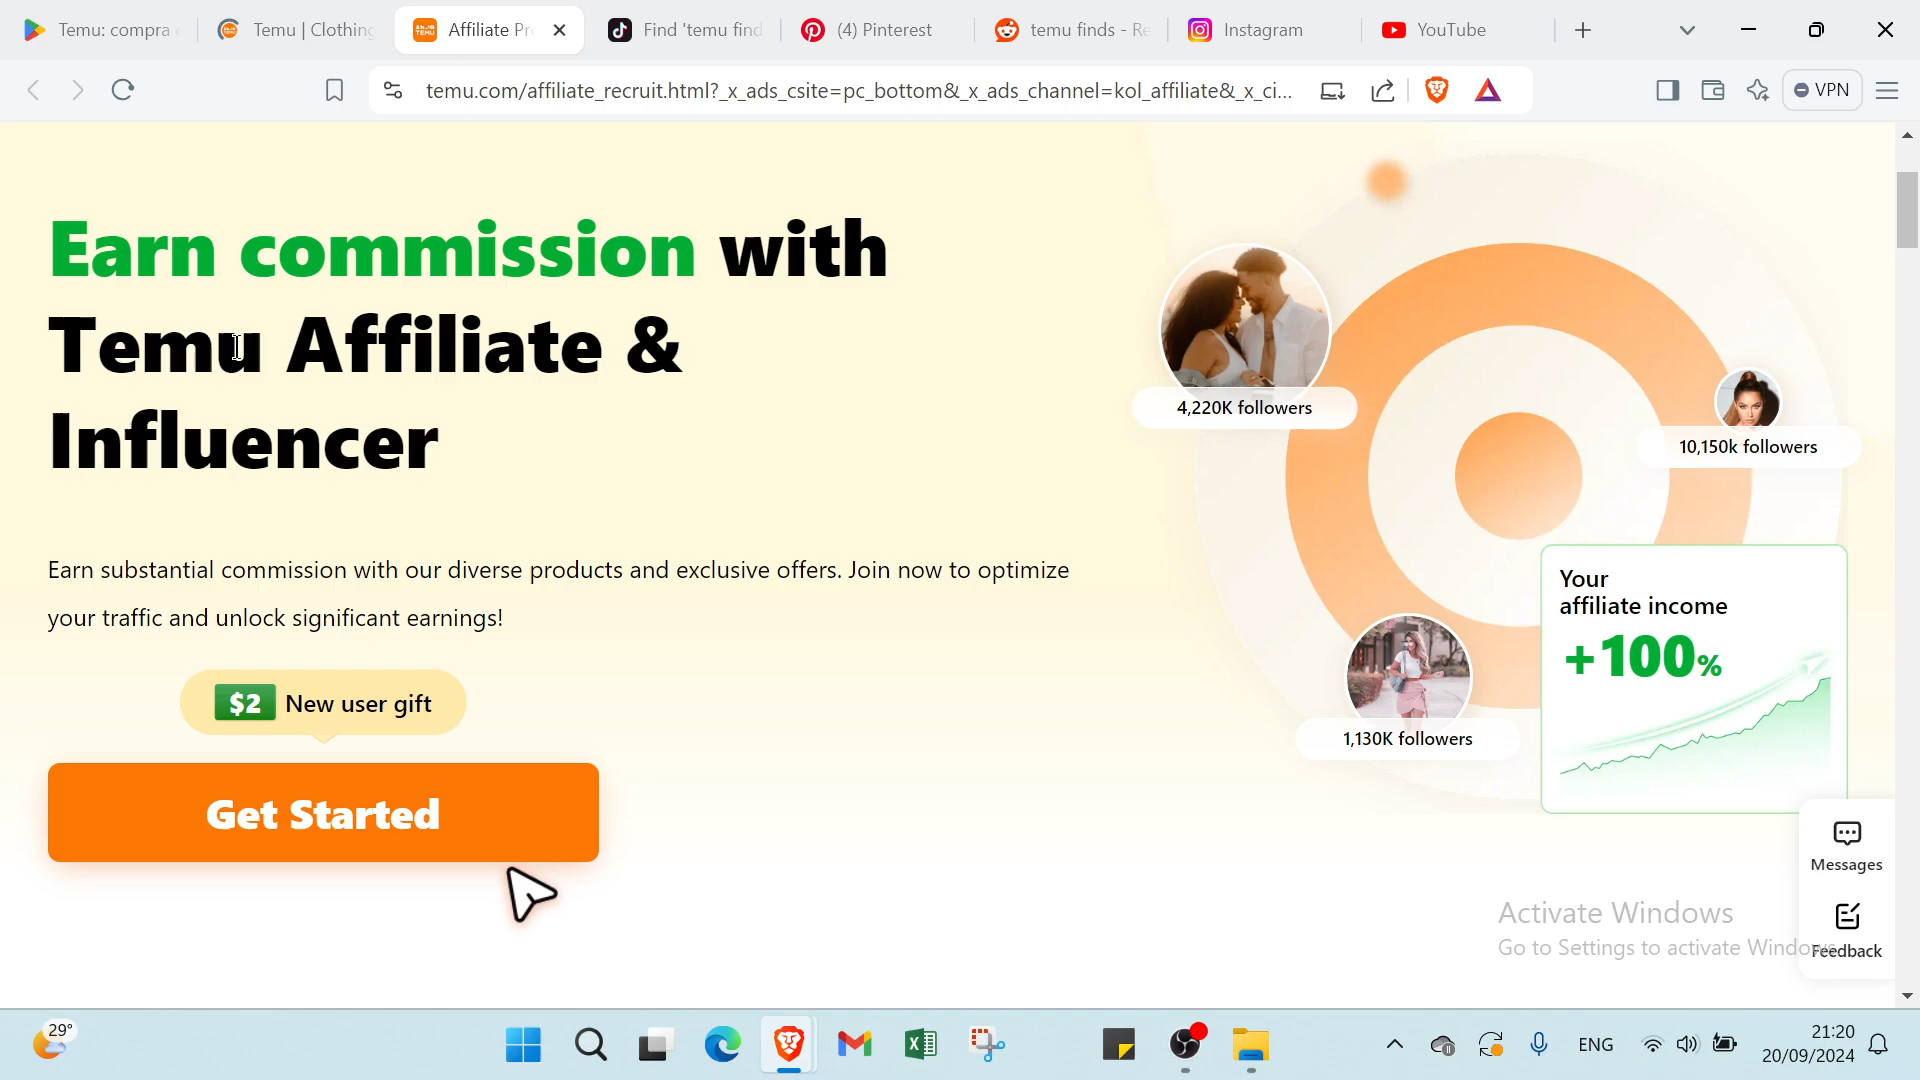 Temu: compra
Temu | Clothing
Affiliate Pr
Find 'temu find
(4) Pinterest
temu finds - Re
Instagram
YouTube
temu.com/affiliate_recruit.html?_x_ads_csite=pc_bottom&_x_ads_channel=kol_affiliate&_x_ci...
VPN
Earn commission with
Temu Affiliate &
Influencer
Earn substantial commission with our diverse products and exclusive offers. Join now to optimize
your traffic and unlock significant earnings!
$2 New user gift
Get Started
4,220K followers
10,150k followers
1,130K followers
Your
affiliate income
+100%
Messages
Feedback
Activate Windows
Go to Settings to activate Windows.
29°
ENG
21:20
20/09/2024